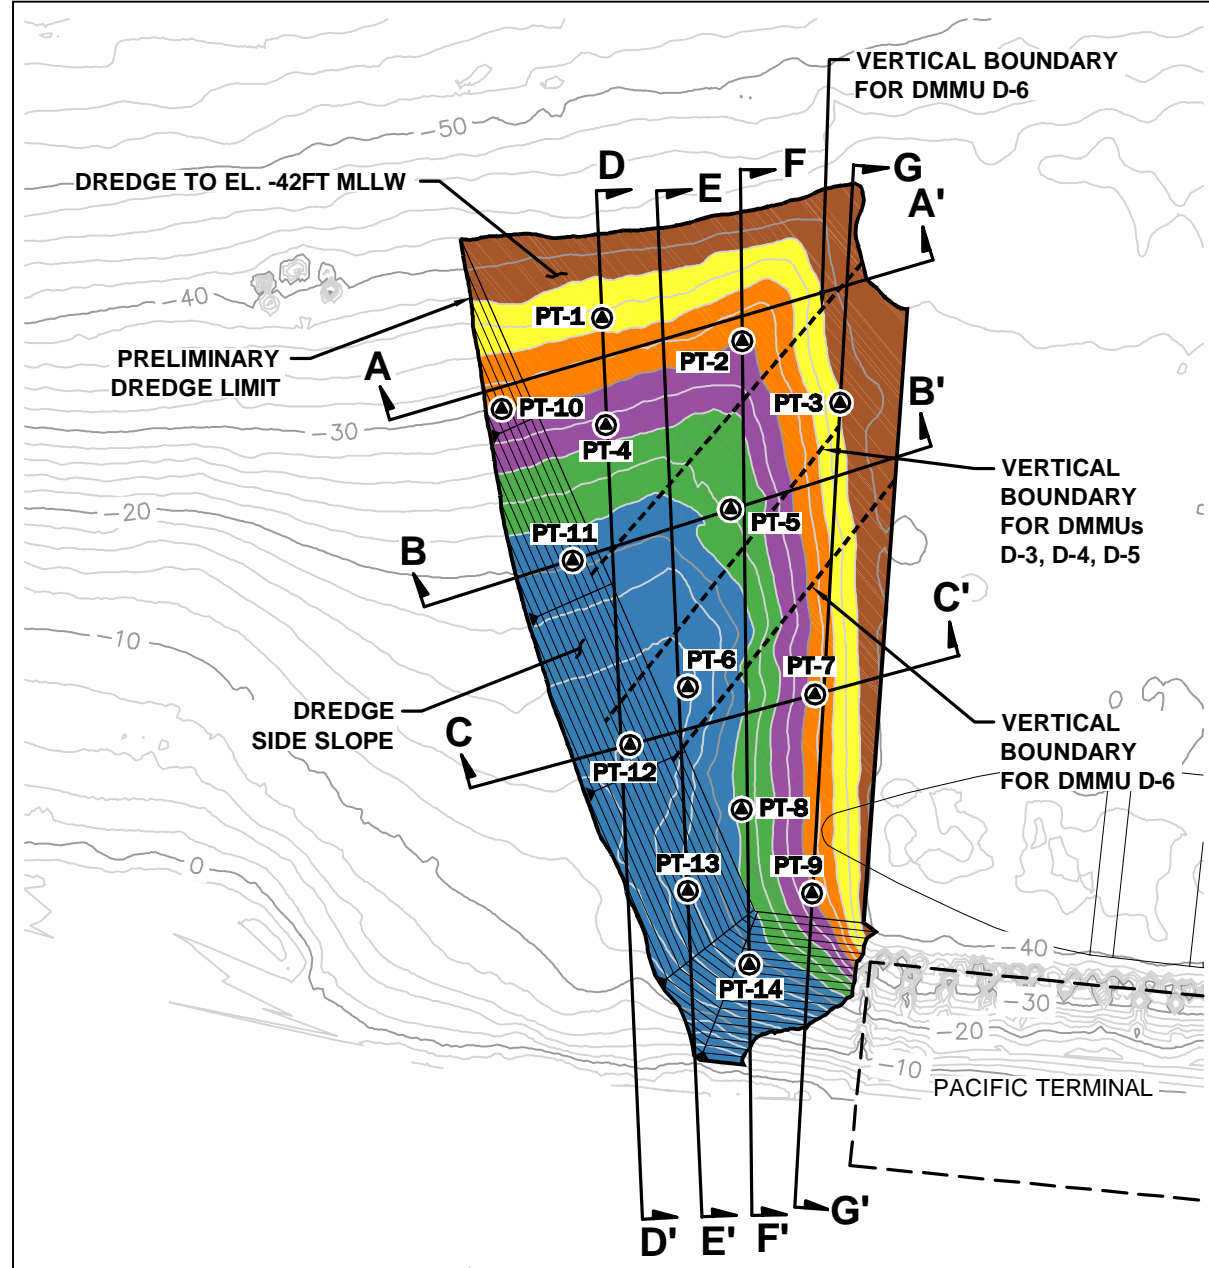 VERTICAL BOUNDARY
FOR DMMU D-6
-50
DREDGE TO EL. -42FT MLLW
D
E
F
G
A'
-40
PT-1
PRELIMINARY
DREDGE LIMIT
A
PT-2
PT-10
PT-3
B'
-30
PT-4
VERTICAL
BOUNDARY
FOR DMMUs
D-3, D-4, D-5
-20
PT-5
PT-11
B
C'
-10
PT-6
PT-7
DREDGE
SIDE SLOPE
C
VERTICAL
BOUNDARY
FOR DMMU D-6
PT-12
PT-8
0
PT-13
PT-9
-40
PT-14
-30
-20
-10
PACIFIC TERMINAL
D'
E'
F'
G'